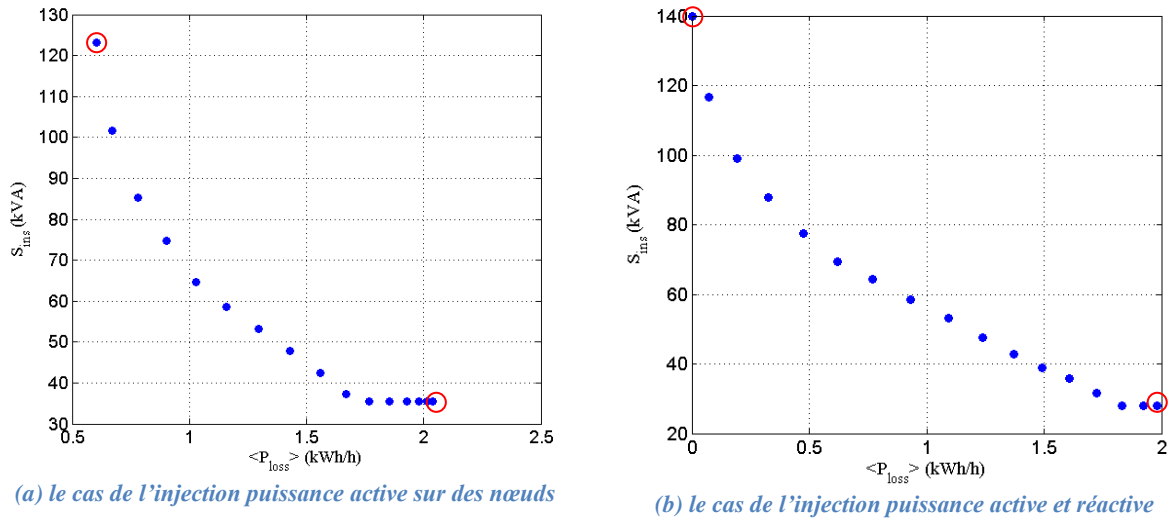 130
120
110
100
90
80
70
60
50
40
30
S_ins (kVA)
0.5 1 1.5 2 2.5
<P_loss> (kWh/h)
(a) le cas de l'injection puissance active sur des nœuds
140
120
100
80
60
40
20
S_ins (kVA)
0 0.5 1 1.5 2
<P_loss> (kWh/h)
(b) le cas de l'injection puissance active et réactive